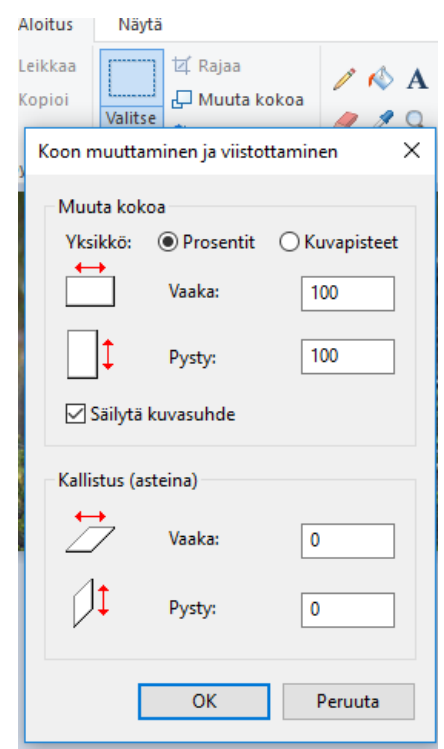 Aloitus Näytä
Leikkaa Rajaa
Kopioi Muuta kokoa A
Valitse
Koon muuttaminen ja viistottaminen
Muuta kokoa
Yksikkö: Prosentit Kuvapisteet
Vaaka: 100
Pysty: 100
Säilytä kuvasuhde
Kallistus (asteina)
Vaaka: 0
Pysty: 0
OK Peruuta